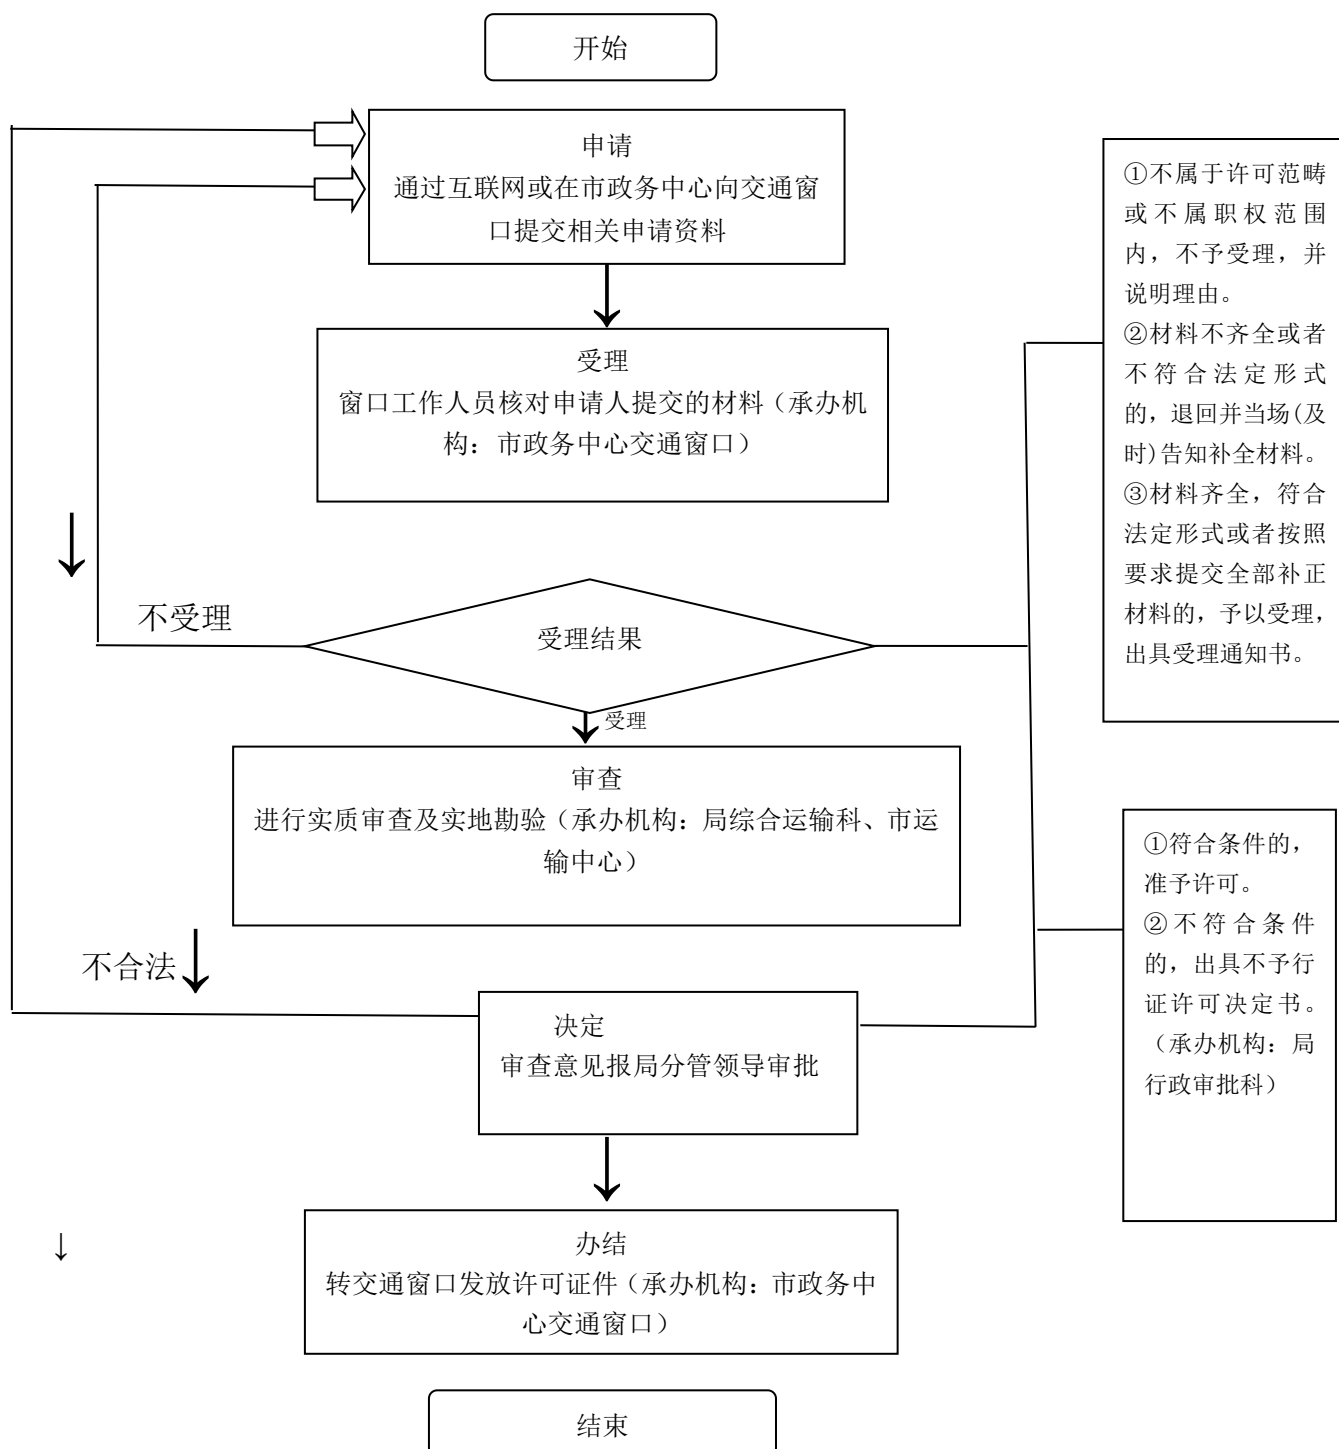 开始
申请
通过互联网或在市政务中心向交通窗
口提交相关申请资料
受理
窗口工作人员核对申请人提交的材料（承办机
构：市政务中心交通窗口）
①不属于许可范畴
或不属职权范围
内，不予受理，并
说明理由。
②材料不齐全或者
不符合法定形式
的，退回并当场(及
时)告知补全材料。
③材料齐全，符合
法定形式或者按照
要求提交全部补正
材料的，予以受理，
出具受理通知书。
↓
不受理
受理结果
受理
审查
进行实质审查及实地勘验（承办机构：局综合运输科、市运
输中心）
①符合条件的，
准予许可。
②不符合条件
的，出具不予行
证许可决定书。
（承办机构：局
行政审批科）
不合法
决定
审查意见报局分管领导审批
↓
办结
转交通窗口发放许可证件（承办机构：市政务中
心交通窗口）
结束